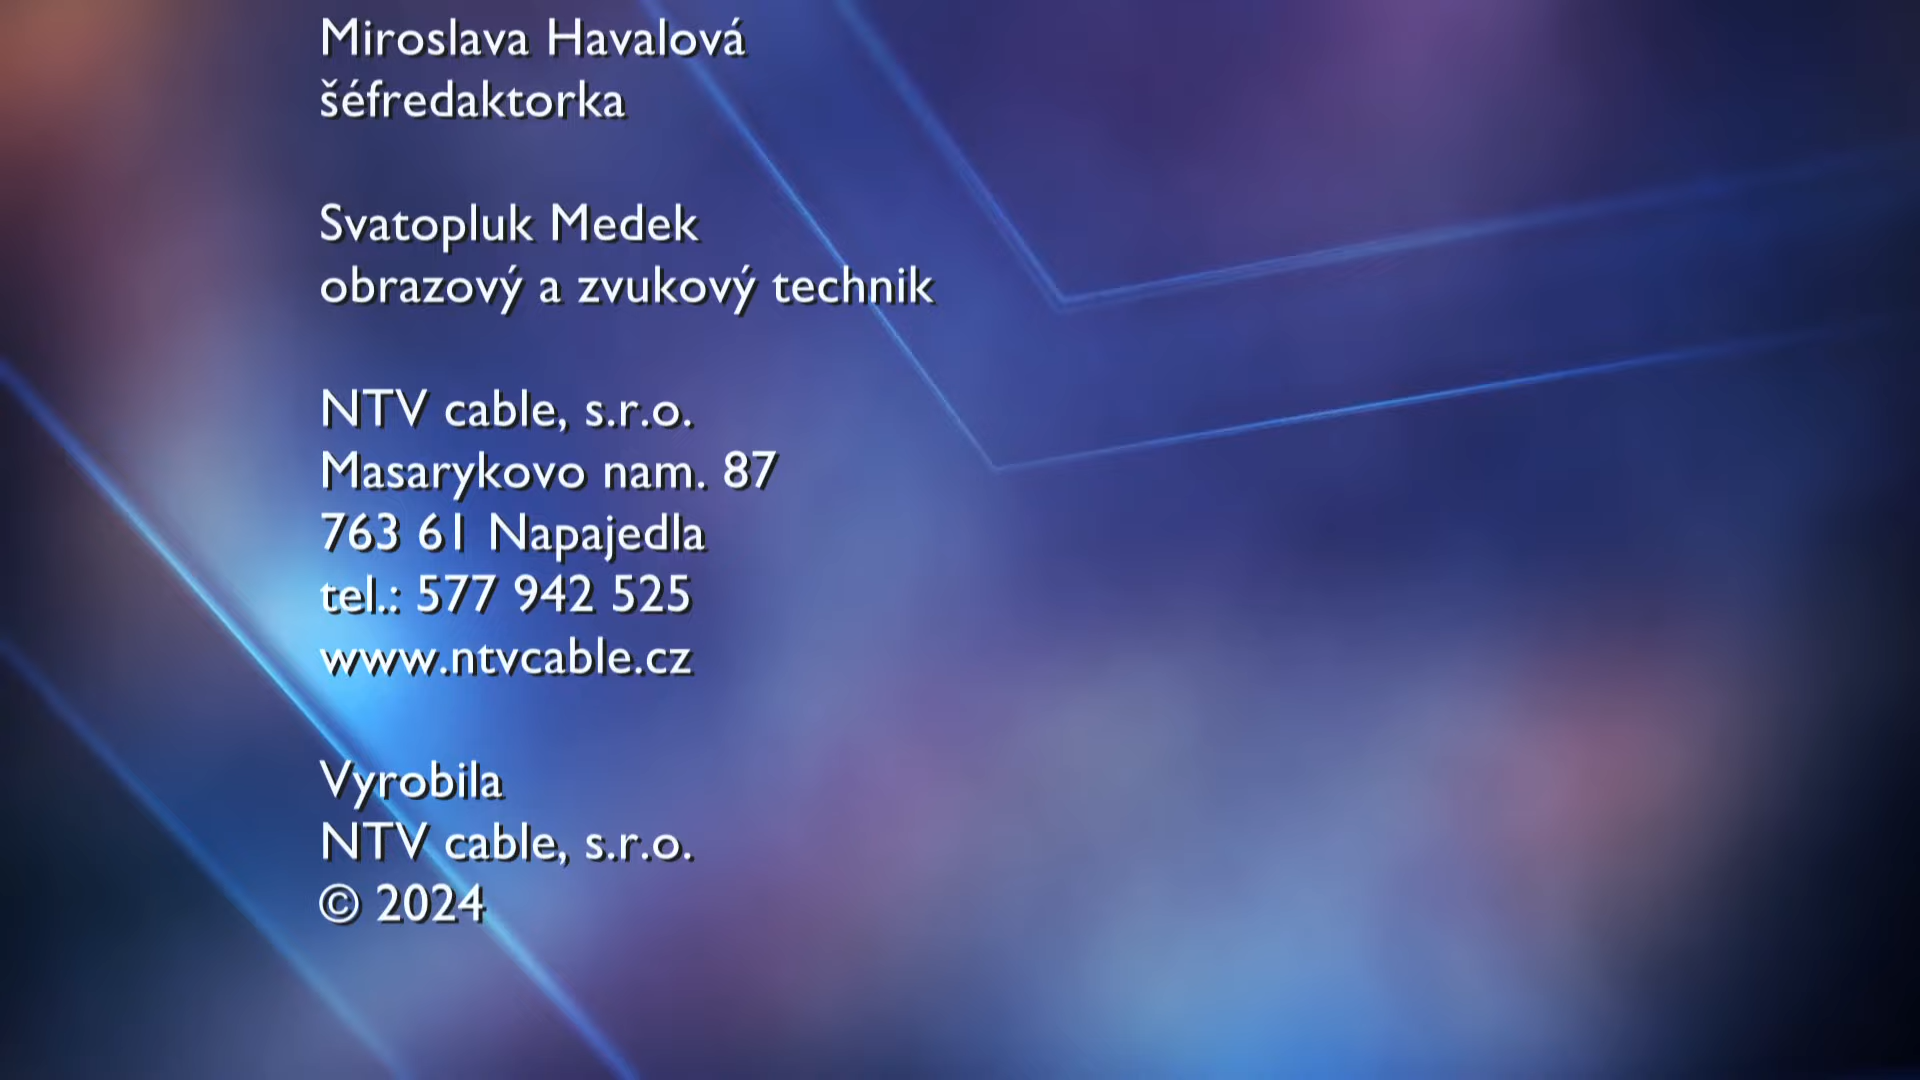 Miroslava Havalová
šéfredaktorka
Svatopluk Medek
obrazový a zvukový technik
NTV cable, s.r.o.
Masarykovo nam. 87
763 61 Napajedla
tel.: 577 942 525
www.ntvcable.cz
Vyrobila
NTV cable, s.r.o.
© 2024